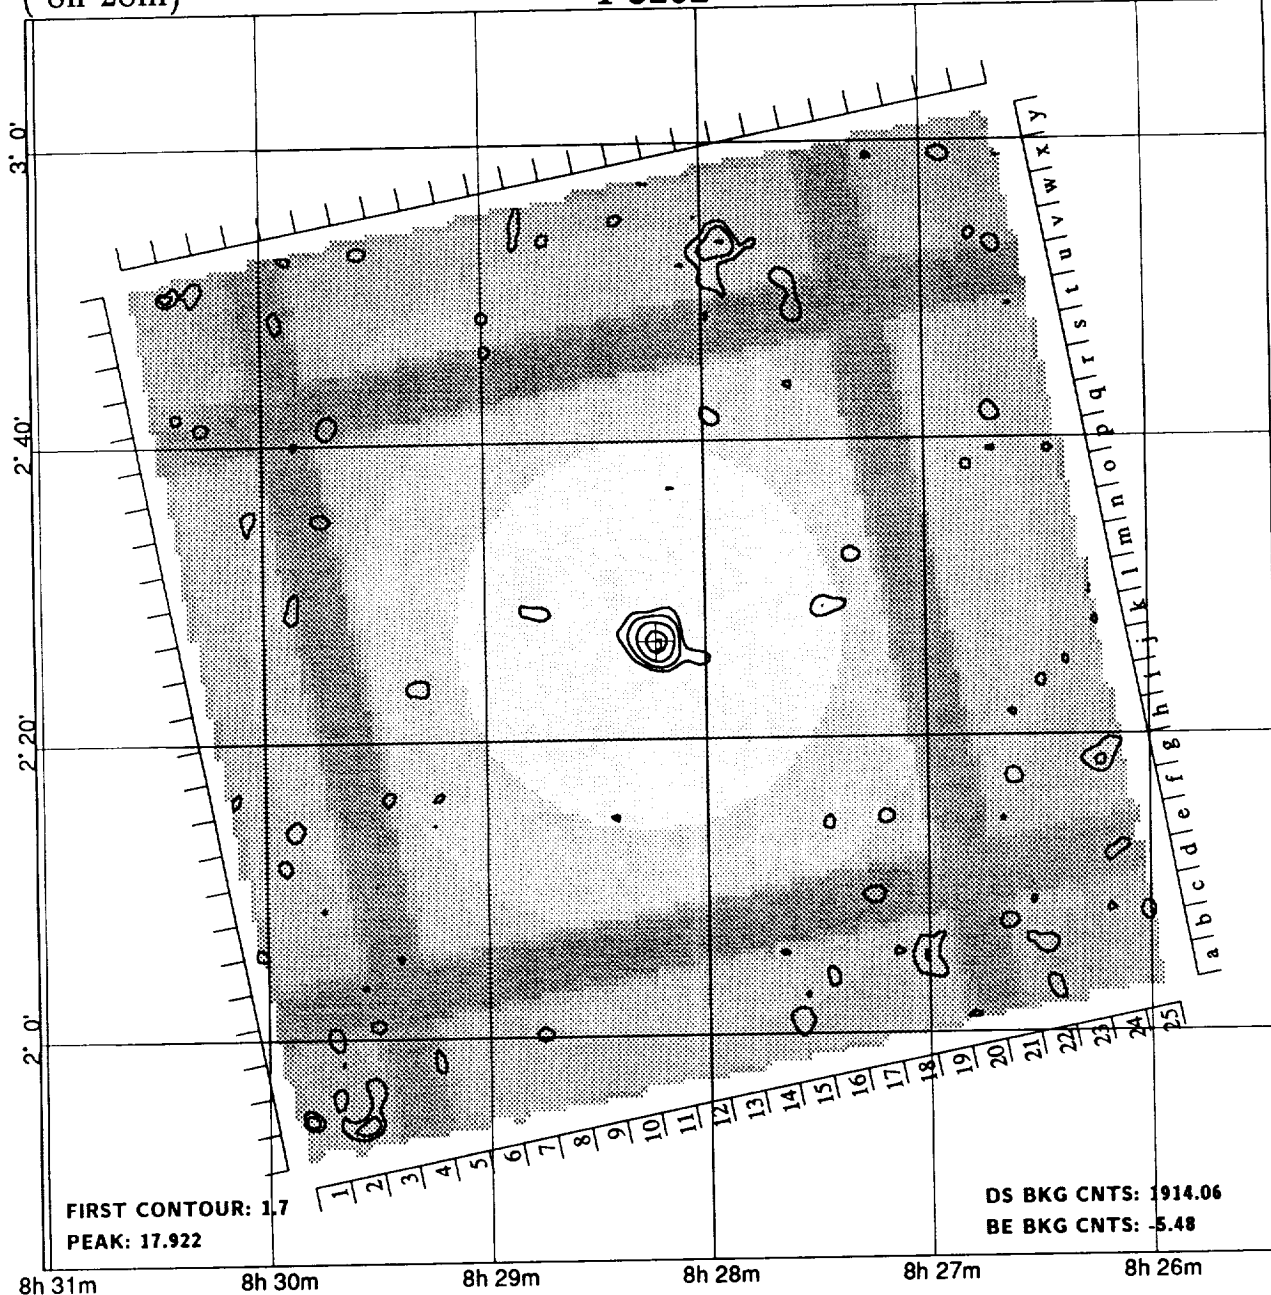 3° 0'
2° 40'
2° 20'
2° 0'
a b c d e f g h i j k l m n o p q r s t u v w x y
1 2 3 4 5 6 7 8 9 10 11 12 13 14 15 16 17 18 19 20 21 22 23 24 25
FIRST CONTOUR: 1.7
PEAK: 17.922
DS BKG CNTS: 1914.06
BE BKG CNTS: -5.48
8h 31m 8h 30m 8h 29m 8h 28m 8h 27m 8h 26m